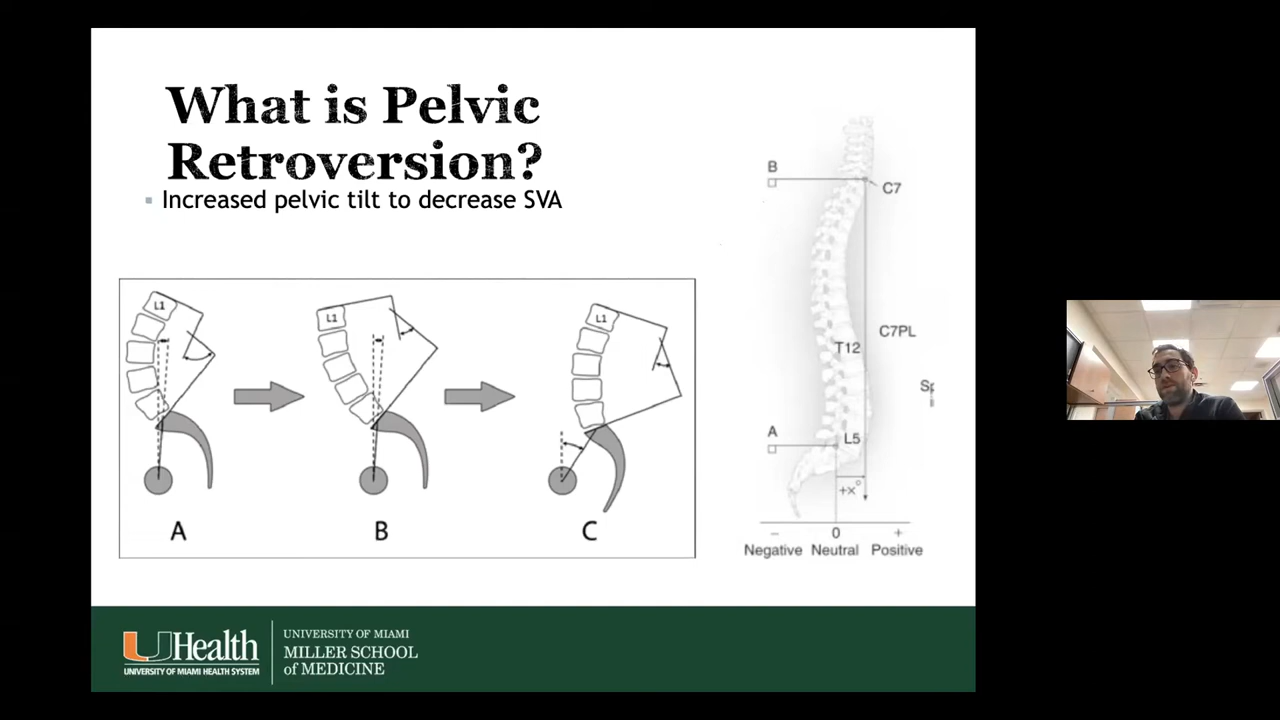 What is Pelvic
Retroversion?
Increased pelvic tilt to decrease SVA
L1
L1
L1
A
B
C
B
C7
C7PL
T12
Sp
A
L5
+X°
− 0 +
Negative Neutral Positive
UHealth
UNIVERSITY OF MIAMI HEALTH SYSTEM
UNIVERSITY OF MIAMI
MILLER SCHOOL
of MEDICINE